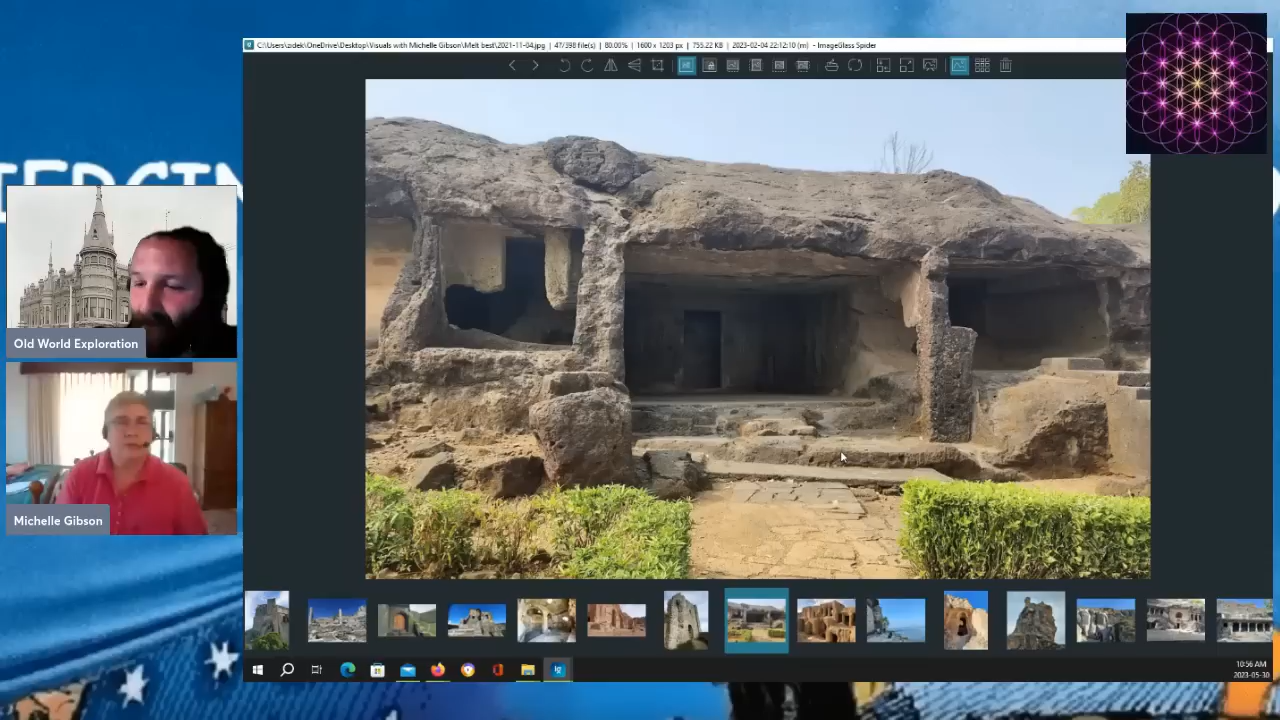 C:\Users\zidek\OneDrive\Desktop\Visuals with Michelle Gibson\Melt best\2021-11-04.jpg | 47/398 file(s) | 80.00% | 1600 x 1203 px | 755.22 KB | 2023-02-04 22:12:10 (m) - ImageGlass Spider
Old World Exploration
Michelle Gibson
10:56 AM
2023-05-30